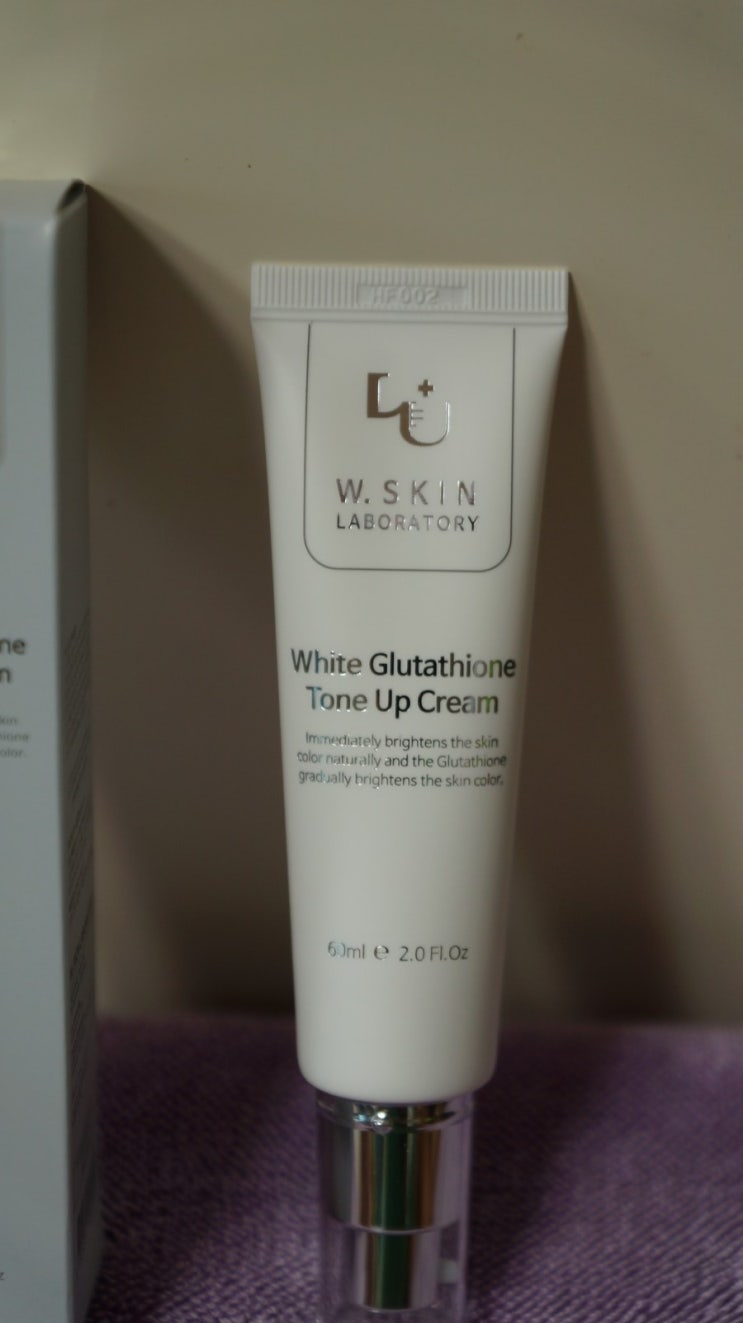 HF002
W. SKIN
LABORATORY
White Glutathione
Tone Up Cream
Immediately brightens the skin
color naturally and the Glutathione
gradually brightens the skin color.
60ml e 2.0 Fl.Oz